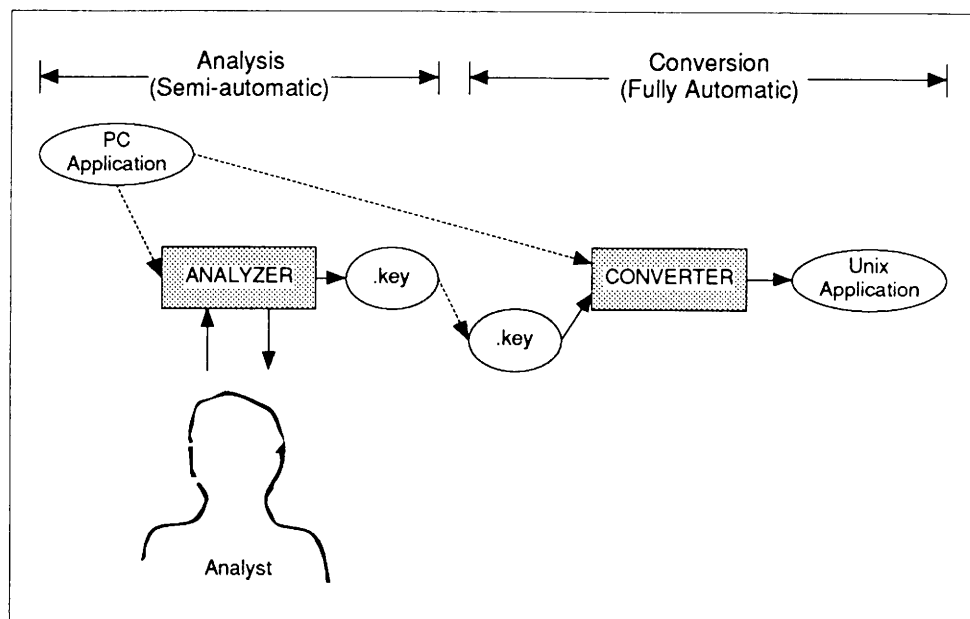 Analysis
(Semi-automatic)
Conversion
(Fully Automatic)
PC
Application
ANALYZER
.key
.key
CONVERTER
Unix
Application
Analyst